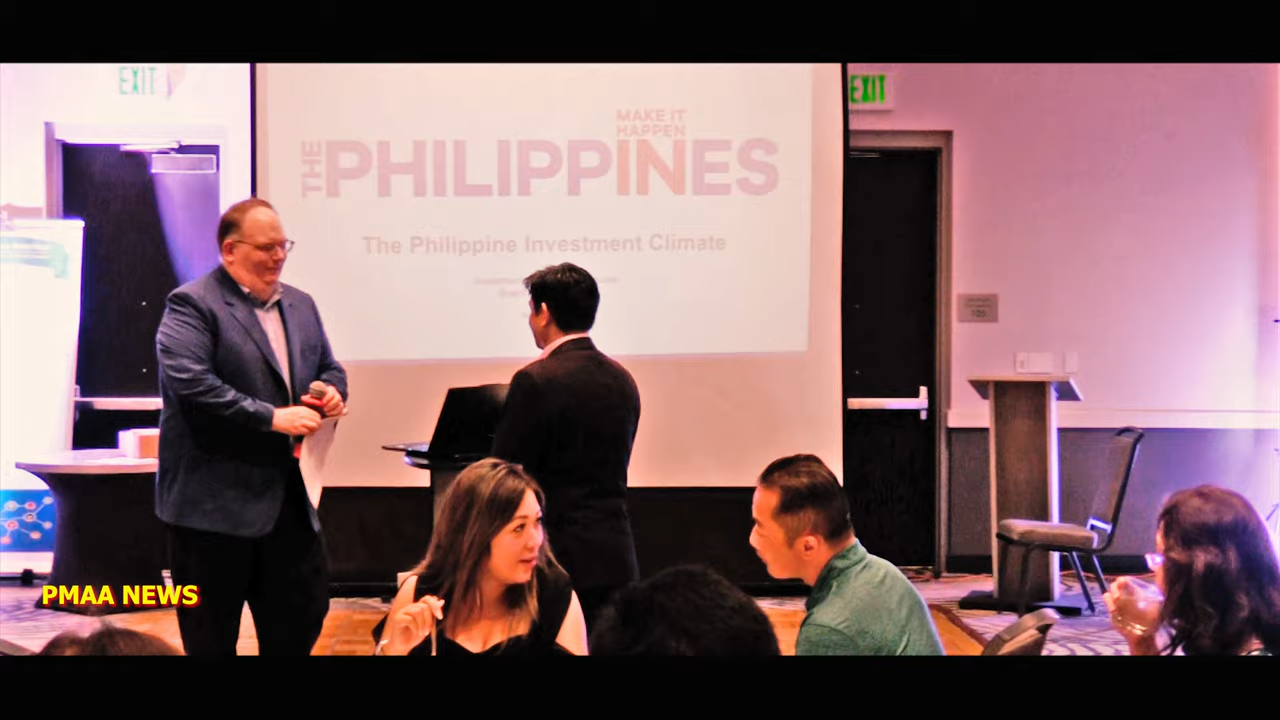 EXIT
EXIT
MAKE IT
HAPPEN
THE PHILIPPINES
The Philippine Investment Climate
PMAA NEWS